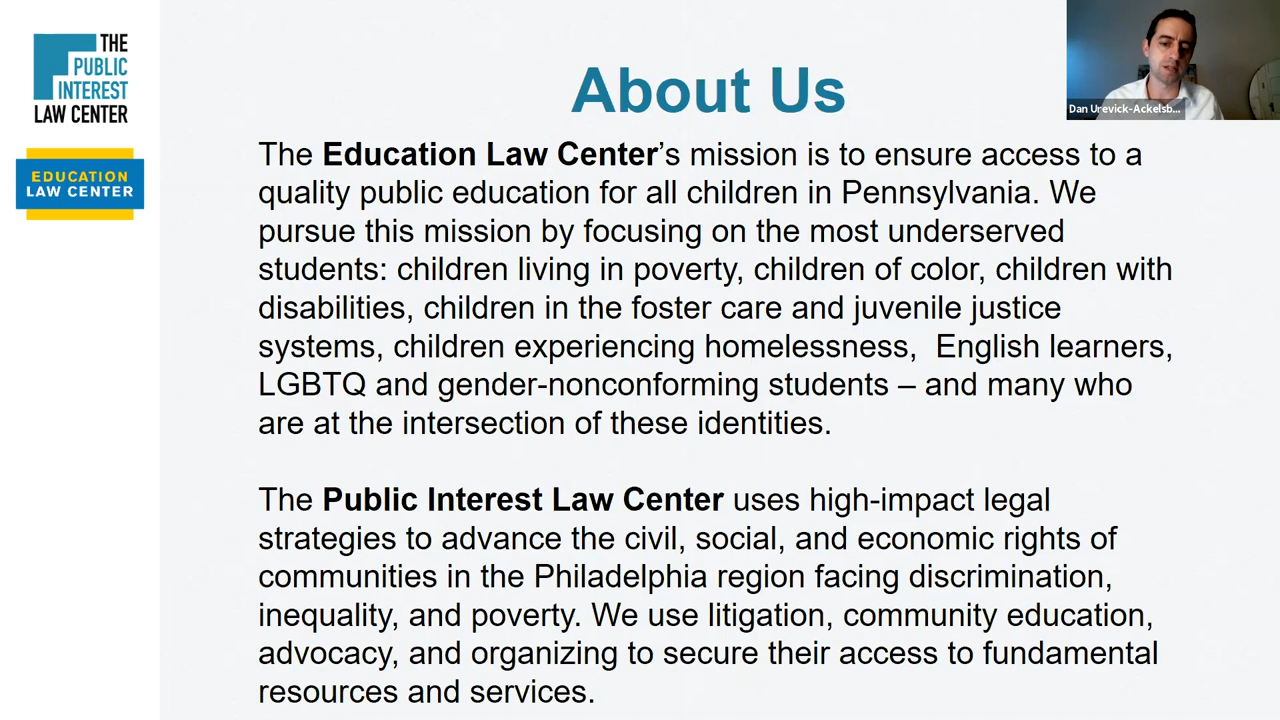 THE
PUBLIC
INTEREST
LAW CENTER
EDUCATION
LAW CENTER
About Us
Dan Urevick-Ackelsb...
The Education Law Center’s mission is to ensure access to a
quality public education for all children in Pennsylvania. We
pursue this mission by focusing on the most underserved
students: children living in poverty, children of color, children with
disabilities, children in the foster care and juvenile justice
systems, children experiencing homelessness,  English learners,
LGBTQ and gender-nonconforming students – and many who
are at the intersection of these identities.
The Public Interest Law Center uses high-impact legal
strategies to advance the civil, social, and economic rights of
communities in the Philadelphia region facing discrimination,
inequality, and poverty. We use litigation, community education,
advocacy, and organizing to secure their access to fundamental
resources and services.